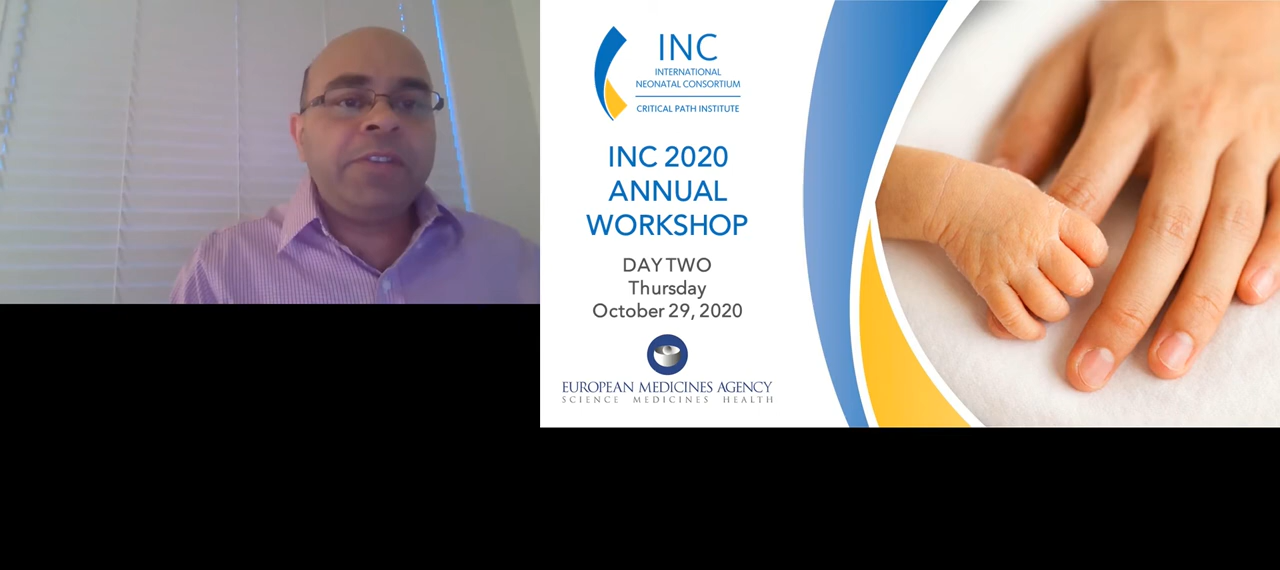 INC
INTERNATIONAL
NEONATAL CONSORTIUM
CRITICAL PATH INSTITUTE
INC 2020
ANNUAL
WORKSHOP
DAY TWO
Thursday
October 29, 2020
EUROPEAN MEDICINES AGENCY
SCIENCE MEDICINES HEALTH